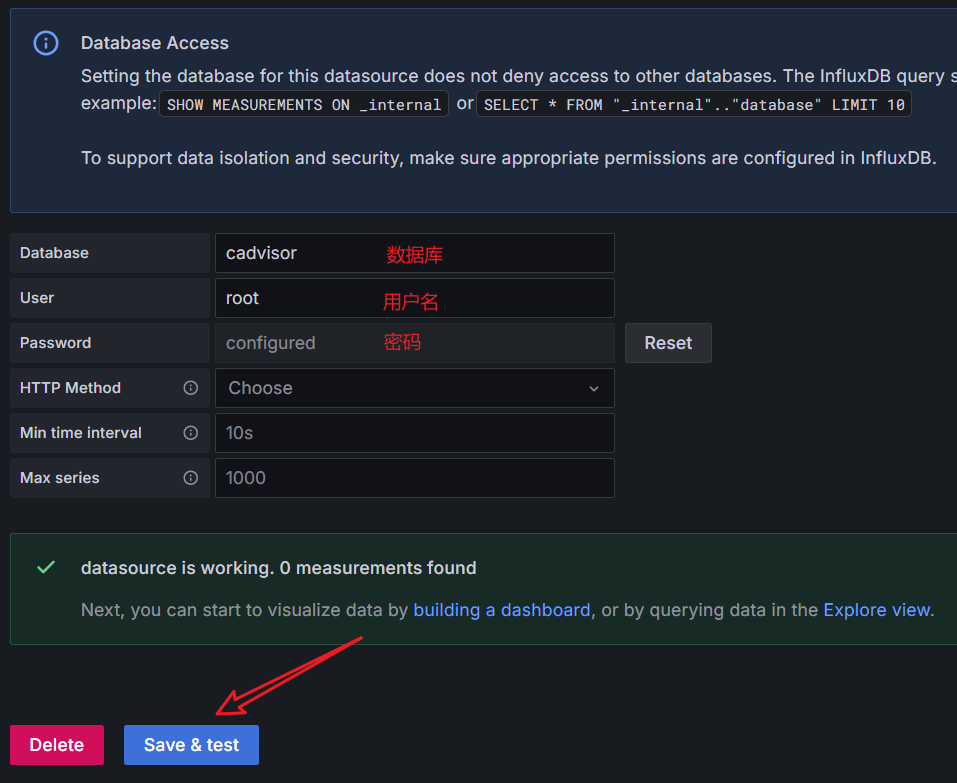 Database Access
Setting the database for this datasource does not deny access to other databases. The InfluxDB query
example: SHOW MEASUREMENTS ON _internal or SELECT * FROM "_internal".."database" LIMIT 10
To support data isolation and security, make sure appropriate permissions are configured in InfluxDB.
Database cadvisor 数据库
User root 用户名
Password configured 密码 Reset
HTTP Method Choose
Min time interval 10s
Max series 1000
datasource is working. 0 measurements found
Next, you can start to visualize data by building a dashboard, or by querying data in the Explore view.
Delete Save & test